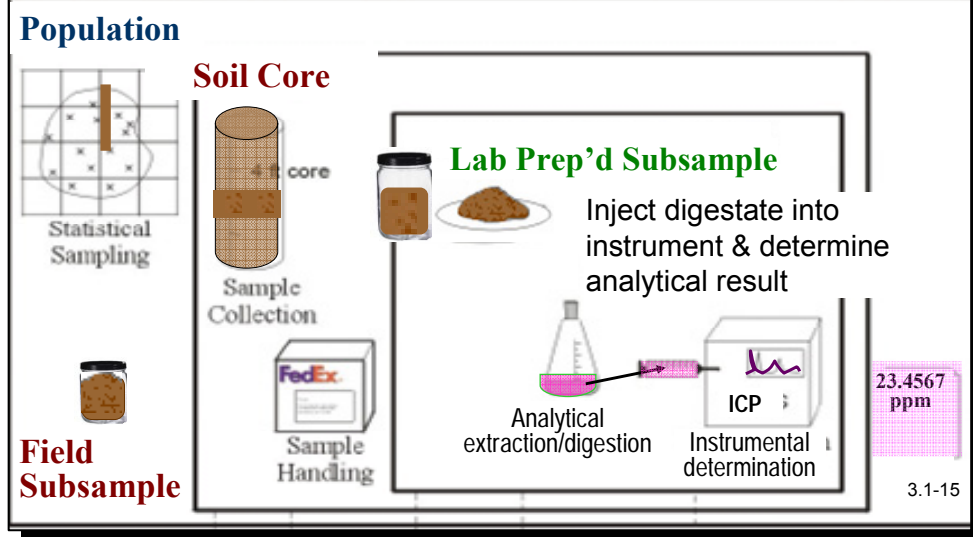 Population
Soil Core
4 ft core
Statistical
Sampling
Sample
Collection
Lab Prep'd Subsample
Inject digestate into
instrument & determine
analytical result
FedEx.
Sample
Handling
Analytical
extraction/digestion
ICP
Instrumental
determination
23.4567
ppm
Field
Subsample
3.1-15